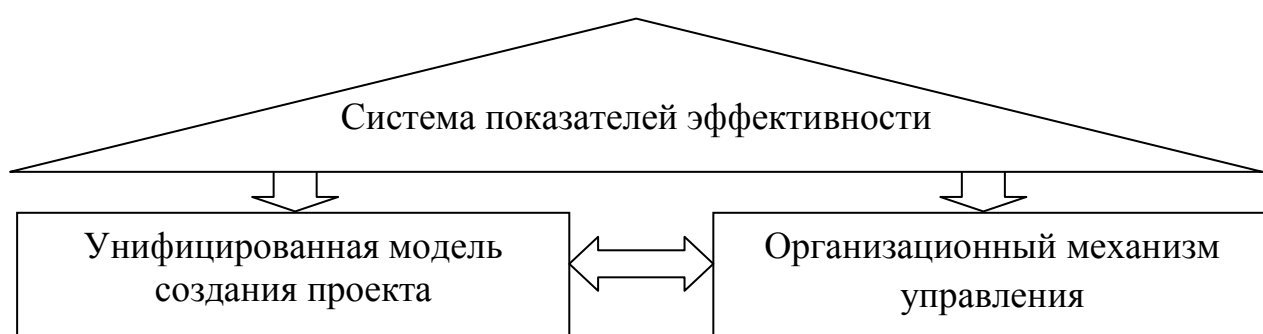 Система показателей эффективности
Унифицированная модель
создания проекта
Организационный механизм
управления